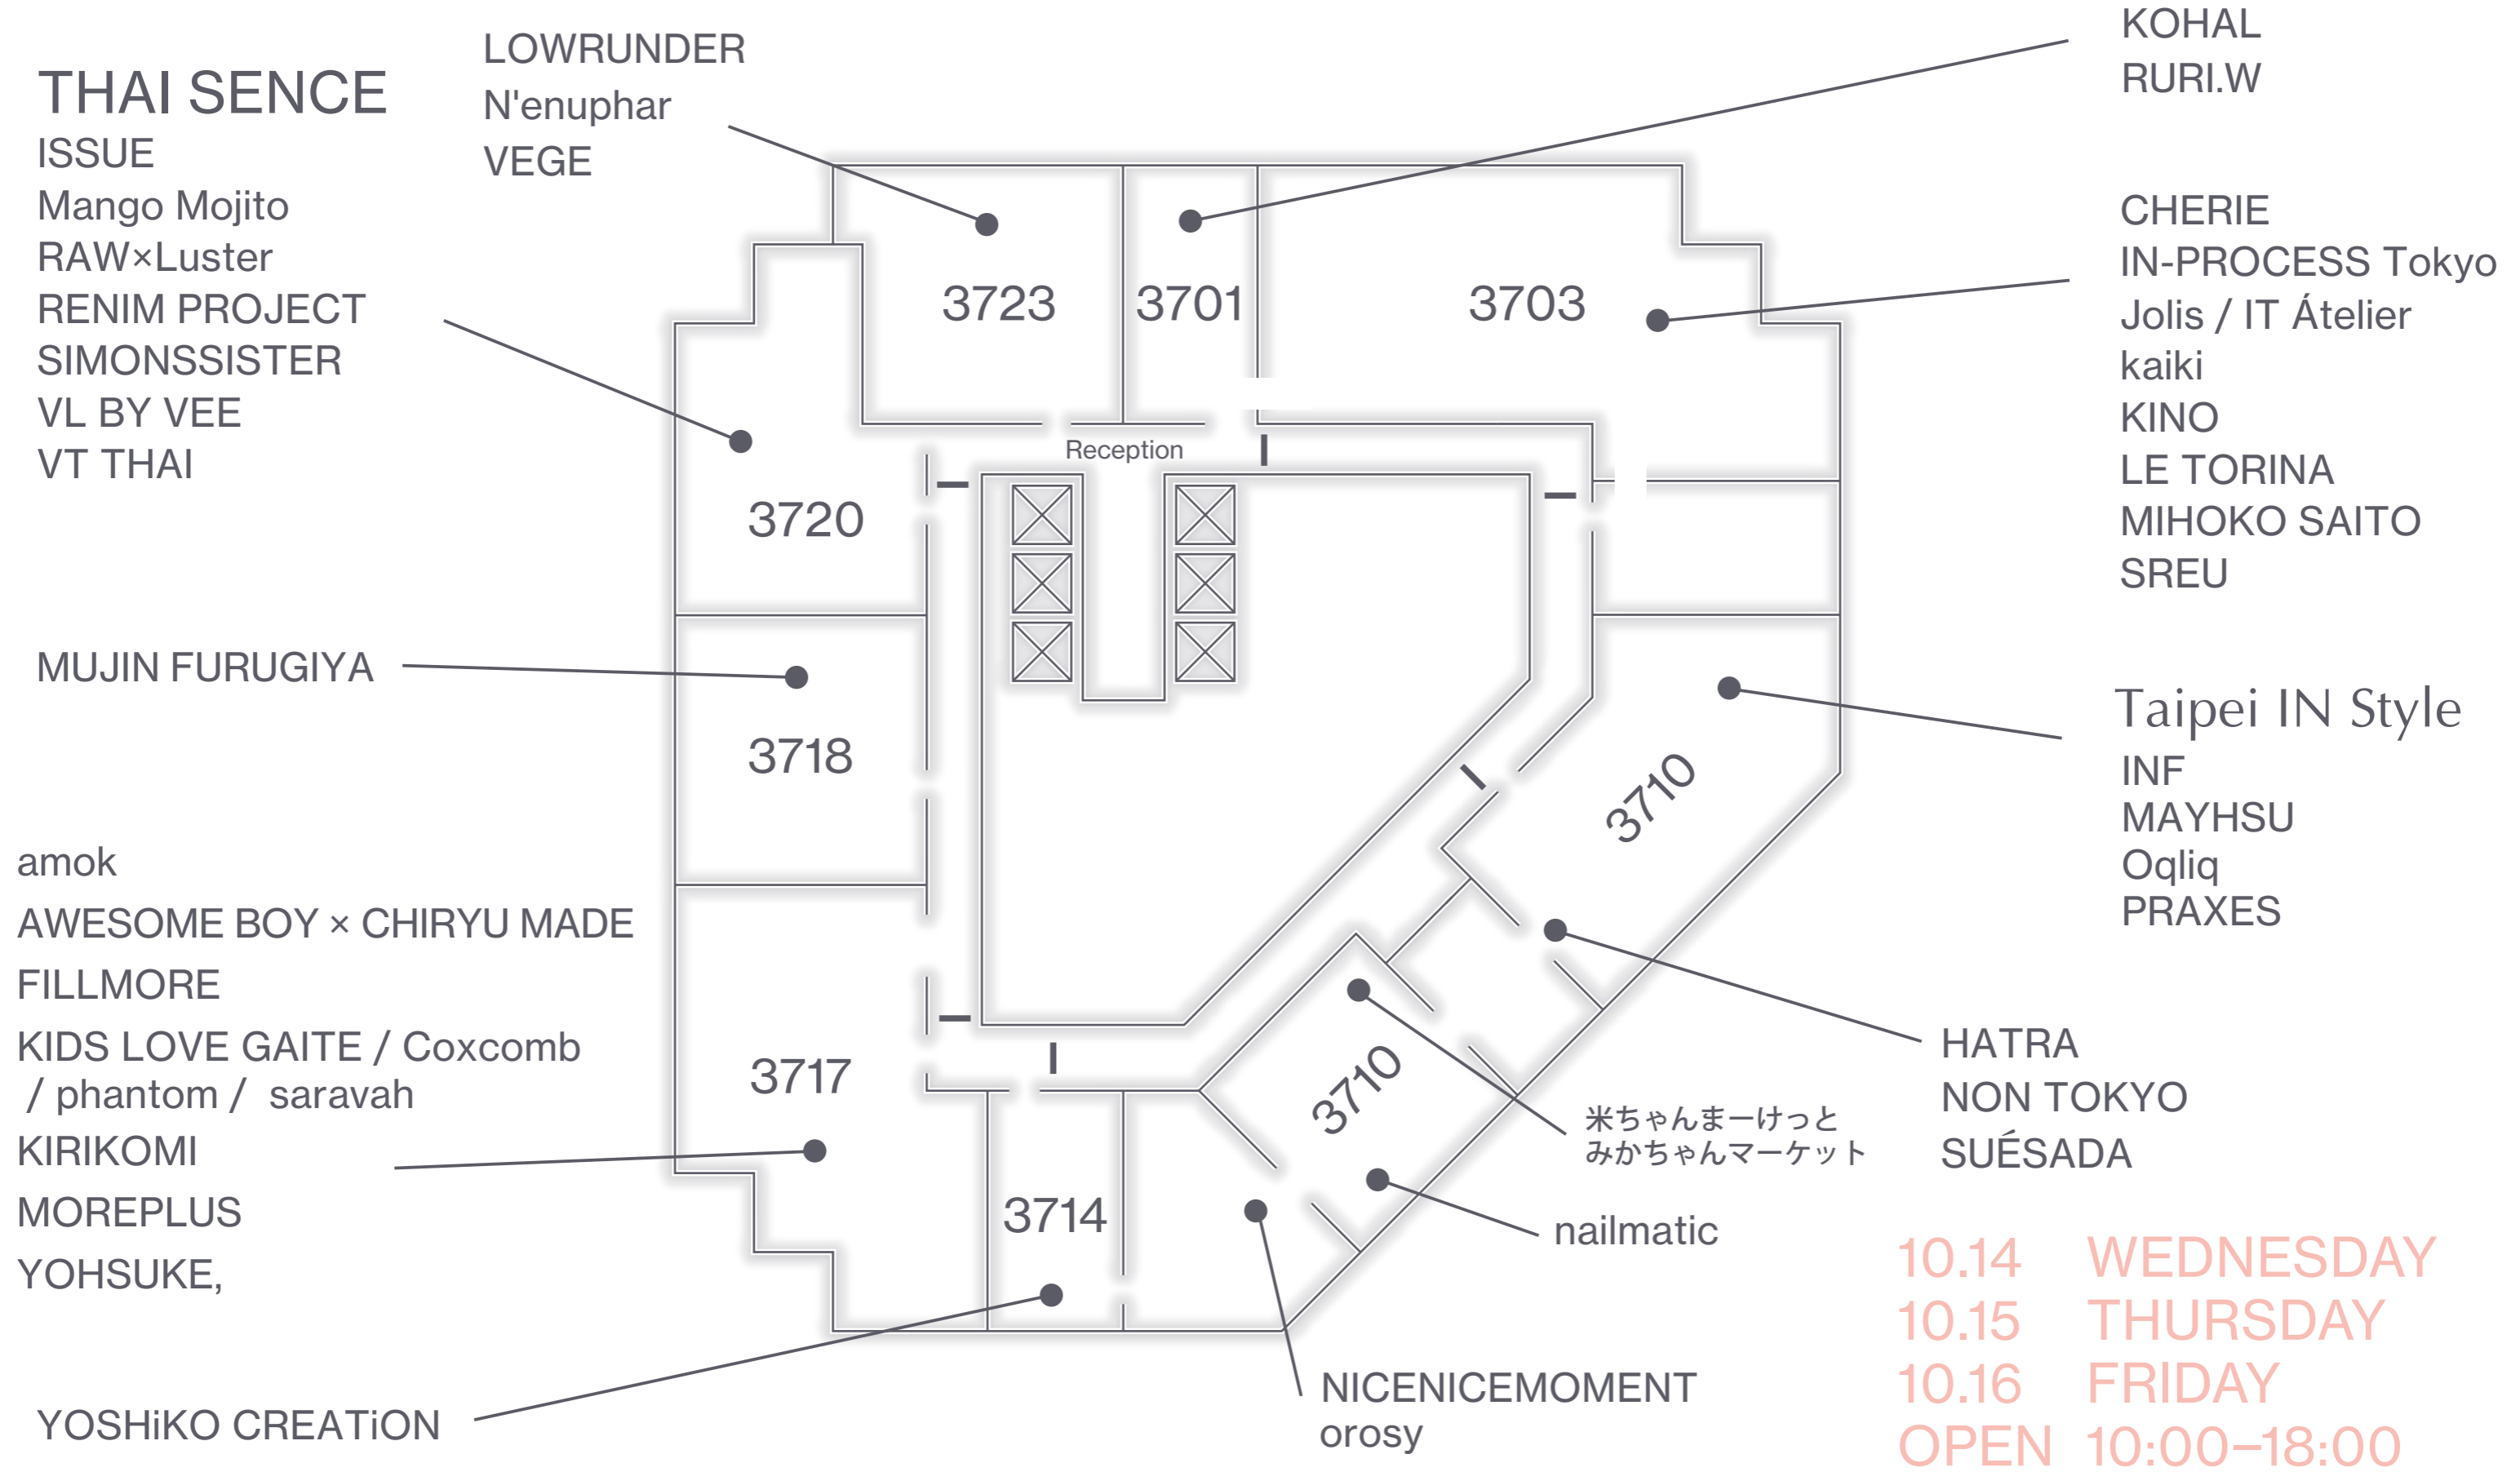 THAI SENCE
ISSUE
Mango Mojito
RAW×Luster
RENIM PROJECT
SIMONSSISTER
VL BY VEE
VT THAI
LOWRUNDER
N'enuphar
VEGE
KOHAL
RURI.W
CHERIE
IN-PROCESS Tokyo
Jolis / IT Átelier
kaiki
KINO
LE TORINA
MIHOKO SAITO
SREU
3723
3701
3703
Reception
3720
MUJIN FURUGIYA
3718
3710
Taipei IN Style
INF
MAYHSU
Oqliq
PRAXES
amok
AWESOME BOY × CHIRYU MADE
FILLMORE
KIDS LOVE GAITE / Coxcomb
/ phantom / saravah
KIRIKOMI
MOREPLUS
YOHSUKE,
3717
3714
3710
HATRA
NON TOKYO
SUÉSADA
米ちゃんまーけっと
みかちゃんマーケット
nailmatic
NICENICEMOMENT
orosy
YOSHiKO CREATiON
10.14 WEDNESDAY
10.15 THURSDAY
10.16 FRIDAY
OPEN 10:00–18:00